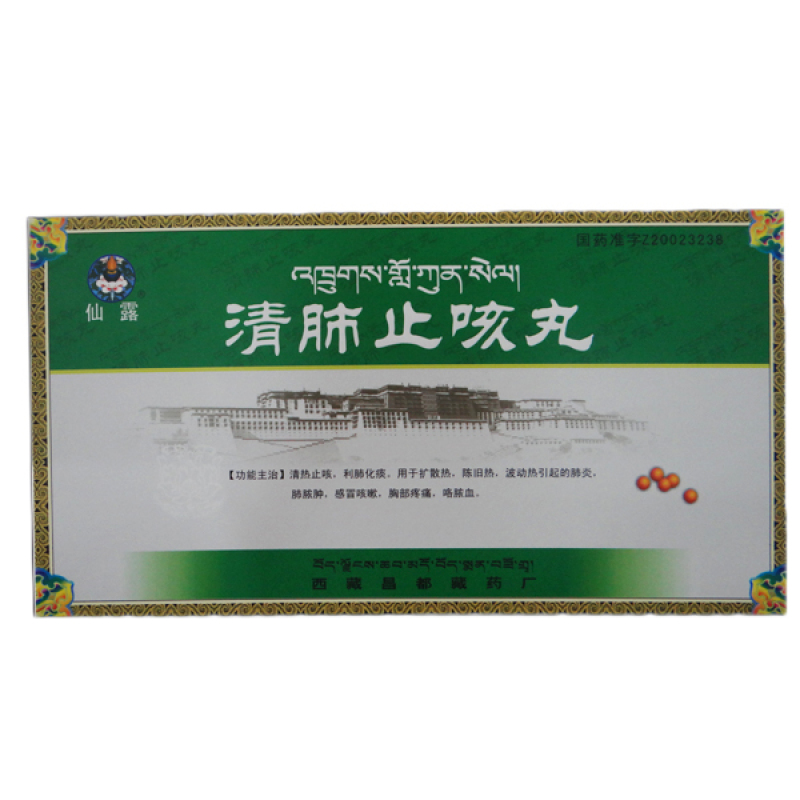 国药准字Z20023238
འཁྲུགས་གློ་ཀུན་སེལ།
仙露
清肺止咳丸
【功能主治】清热止咳，利肺化痰。用于扩散热，陈旧热，波动热引起的肺炎，
肺脓肿，感冒咳嗽，胸部疼痛，咯脓血。
西藏昌都藏药厂